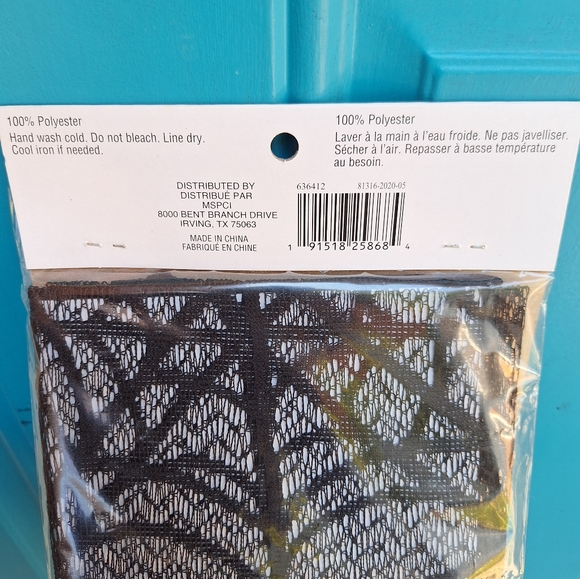 100% Polyester
Hand wash cold. Do not bleach. Line dry.
Cool iron if needed.
100% Polyester
Laver à la main à l'eau froide. Ne pas javelliser.
Sécher à l'air. Repasser à basse température
au besoin.
DISTRIBUTED BY
DISTRIBUÉ PAR
MSPCI
8000 BENT BRANCH DRIVE
IRVING, TX 75063
MADE IN CHINA
FABRIQUÉ EN CHINE
636412 81316-2020-05
1 91518 25868 4